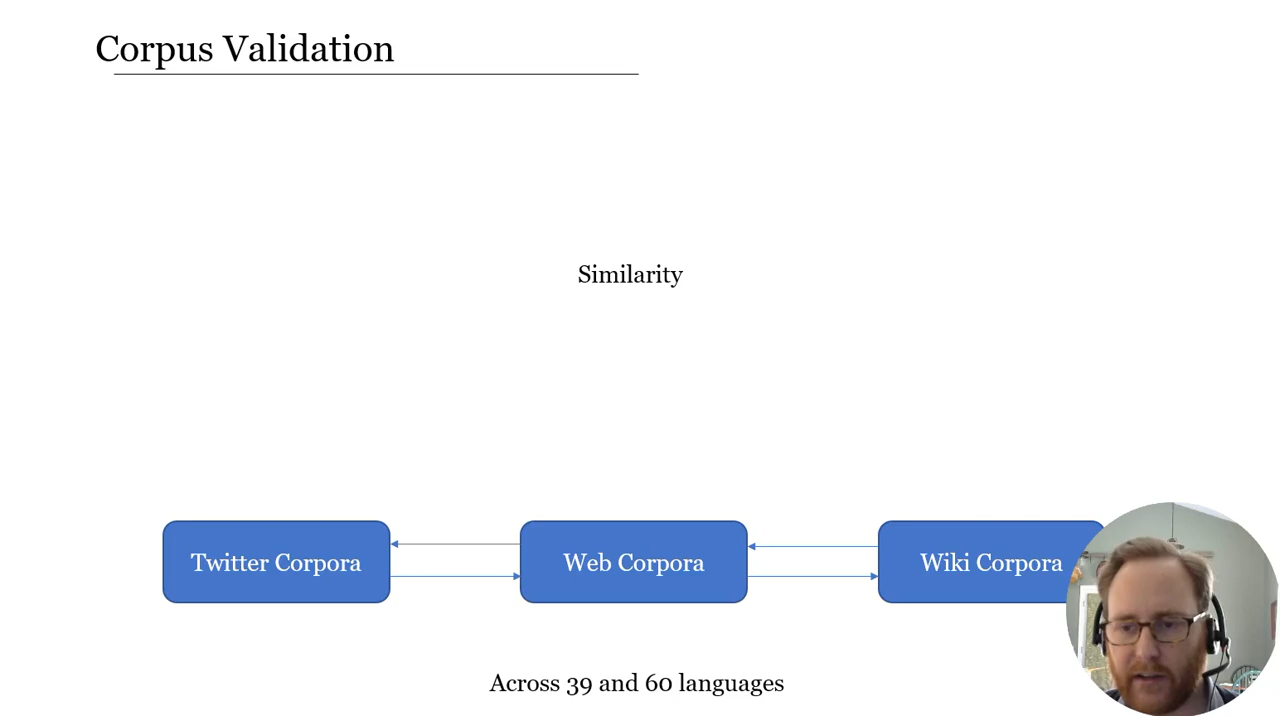 Corpus Validation
Similarity
Twitter Corpora
Web Corpora
Wiki Corpora
Across 39 and 60 languages